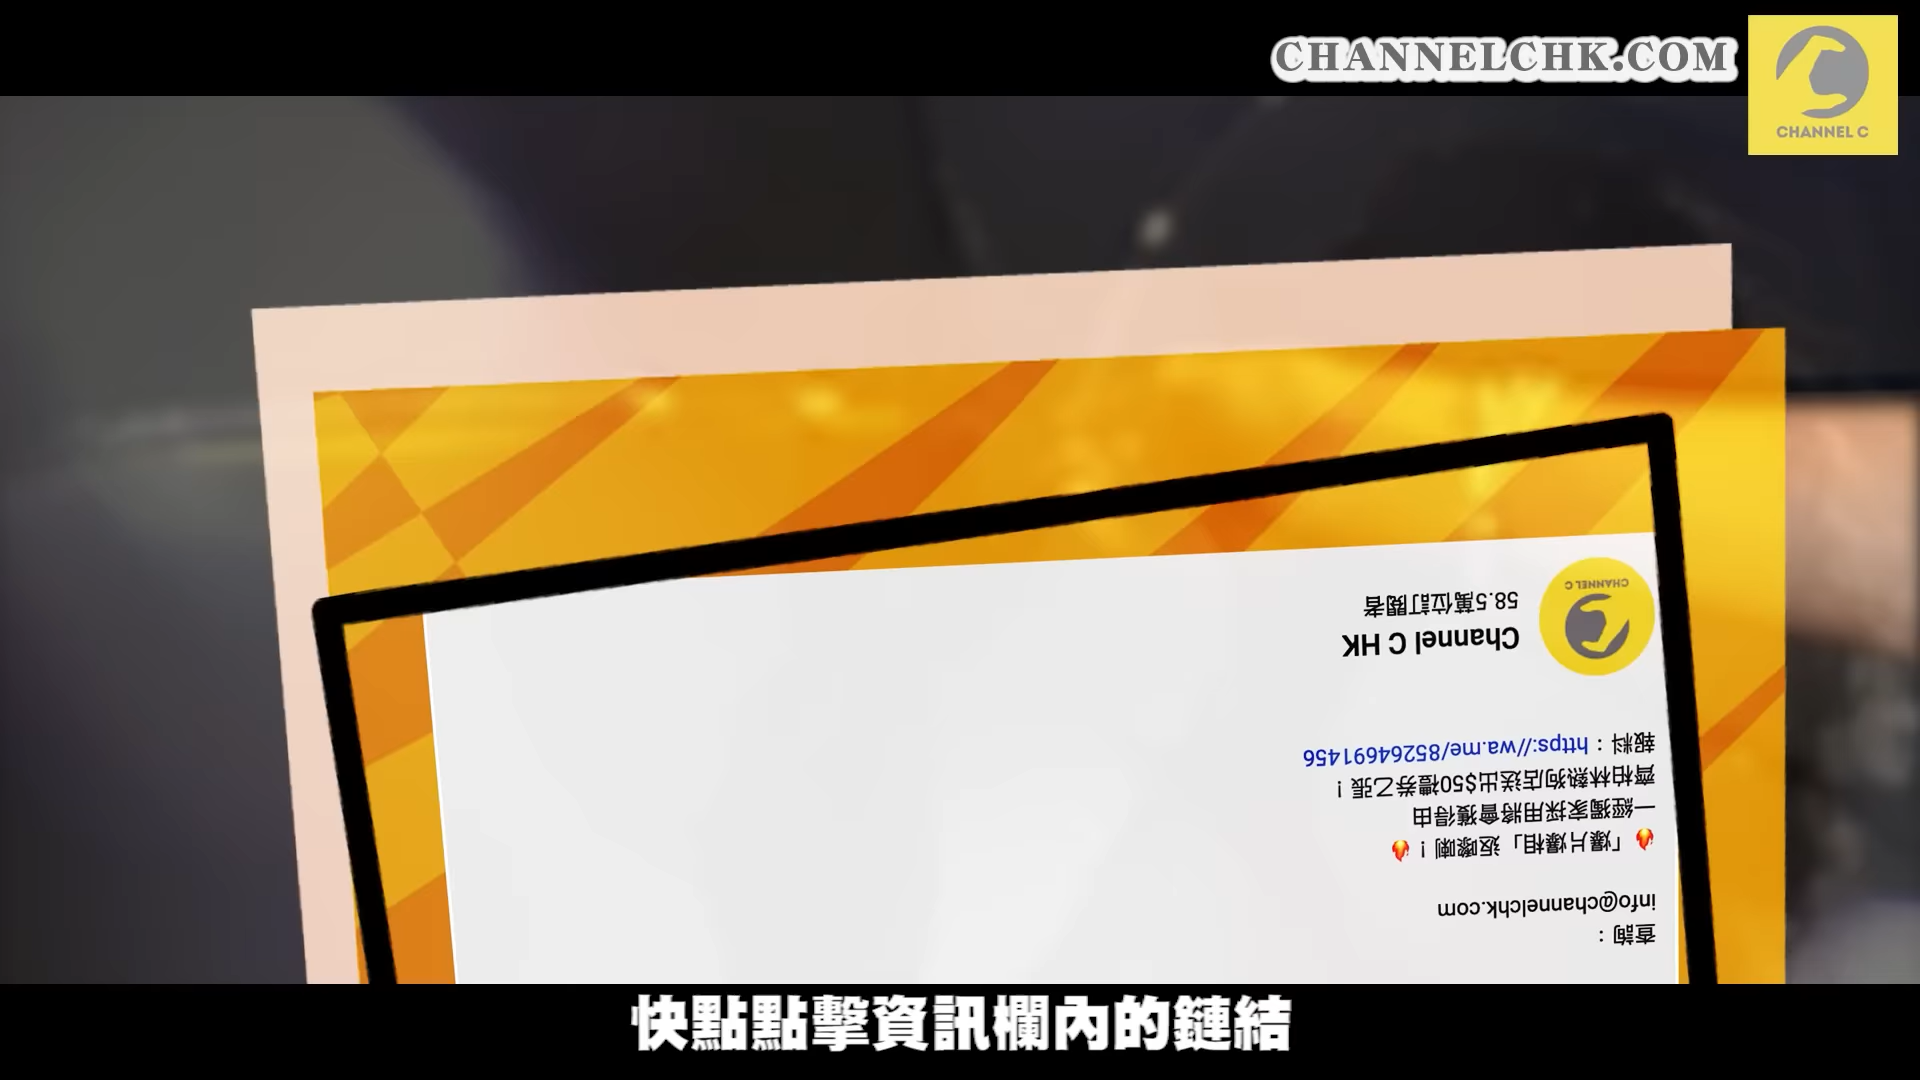 CHANNELCHK.COM
CHANNEL C
查詢：
info@channelchk.com
🔥「爆片爆相」返嚟喇！🔥
一經獨家採用將會獲得由
齊柏林熱狗店送出$50禮券乙張！
報料：https://wa.me/85264691456
Channel C HK
58.5萬位訂閱者
CHANNEL C
快點點擊資訊欄內的鏈結